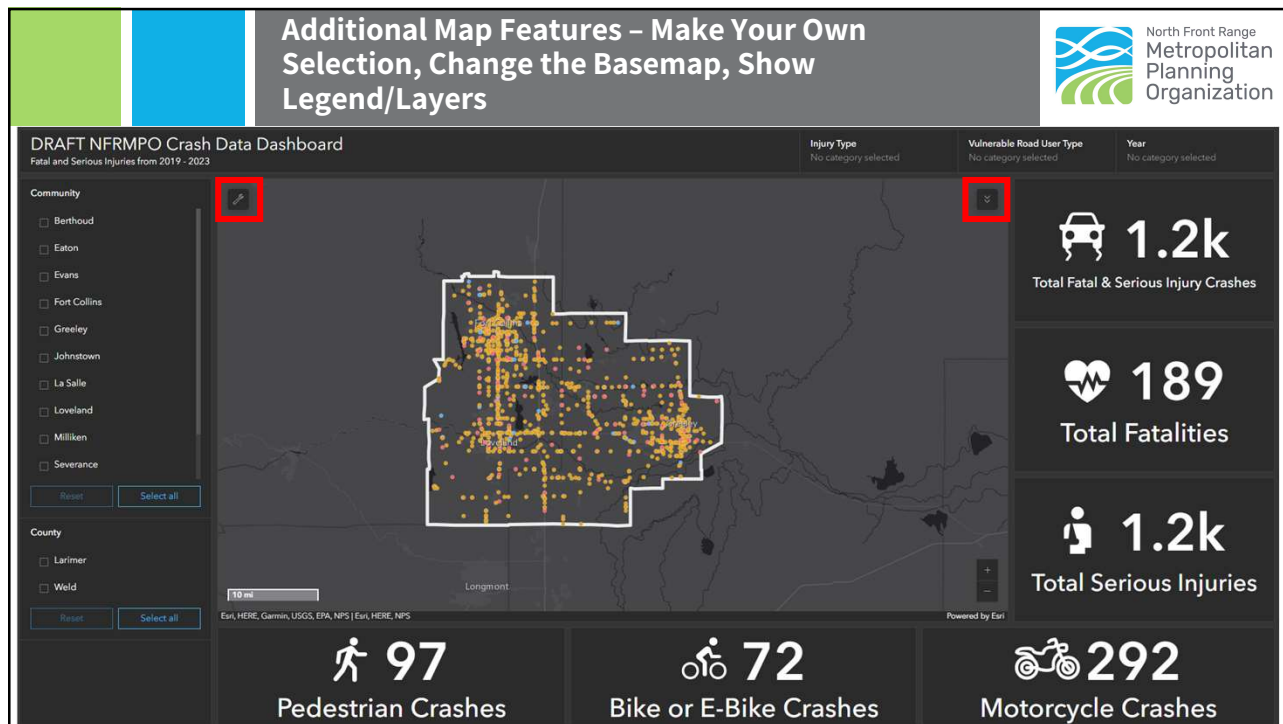 Additional Map Features – Make Your Own
Selection, Change the Basemap, Show
Legend/Layers
North Front Range
Metropolitan
Planning
Organization
DRAFT NFRMPO Crash Data Dashboard
Fatal and Serious Injuries from 2019 - 2023
Injury Type
No category selected
Vulnerable Road User Type
No category selected
Year
No category selected
Community
Berthoud
Eaton
Evans
Fort Collins
Greeley
Johnstown
La Salle
Loveland
Milliken
Severance
Reset
Select all
County
Larimer
Weld
Reset
Select all
Loveland
Longmont
10 mi
+
−
Esri, HERE, Garmin, USGS, EPA, NPS | Esri, HERE, NPS
Powered by Esri
1.2k
Total Fatal & Serious Injury Crashes
189
Total Fatalities
1.2k
Total Serious Injuries
97
Pedestrian Crashes
72
Bike or E-Bike Crashes
292
Motorcycle Crashes